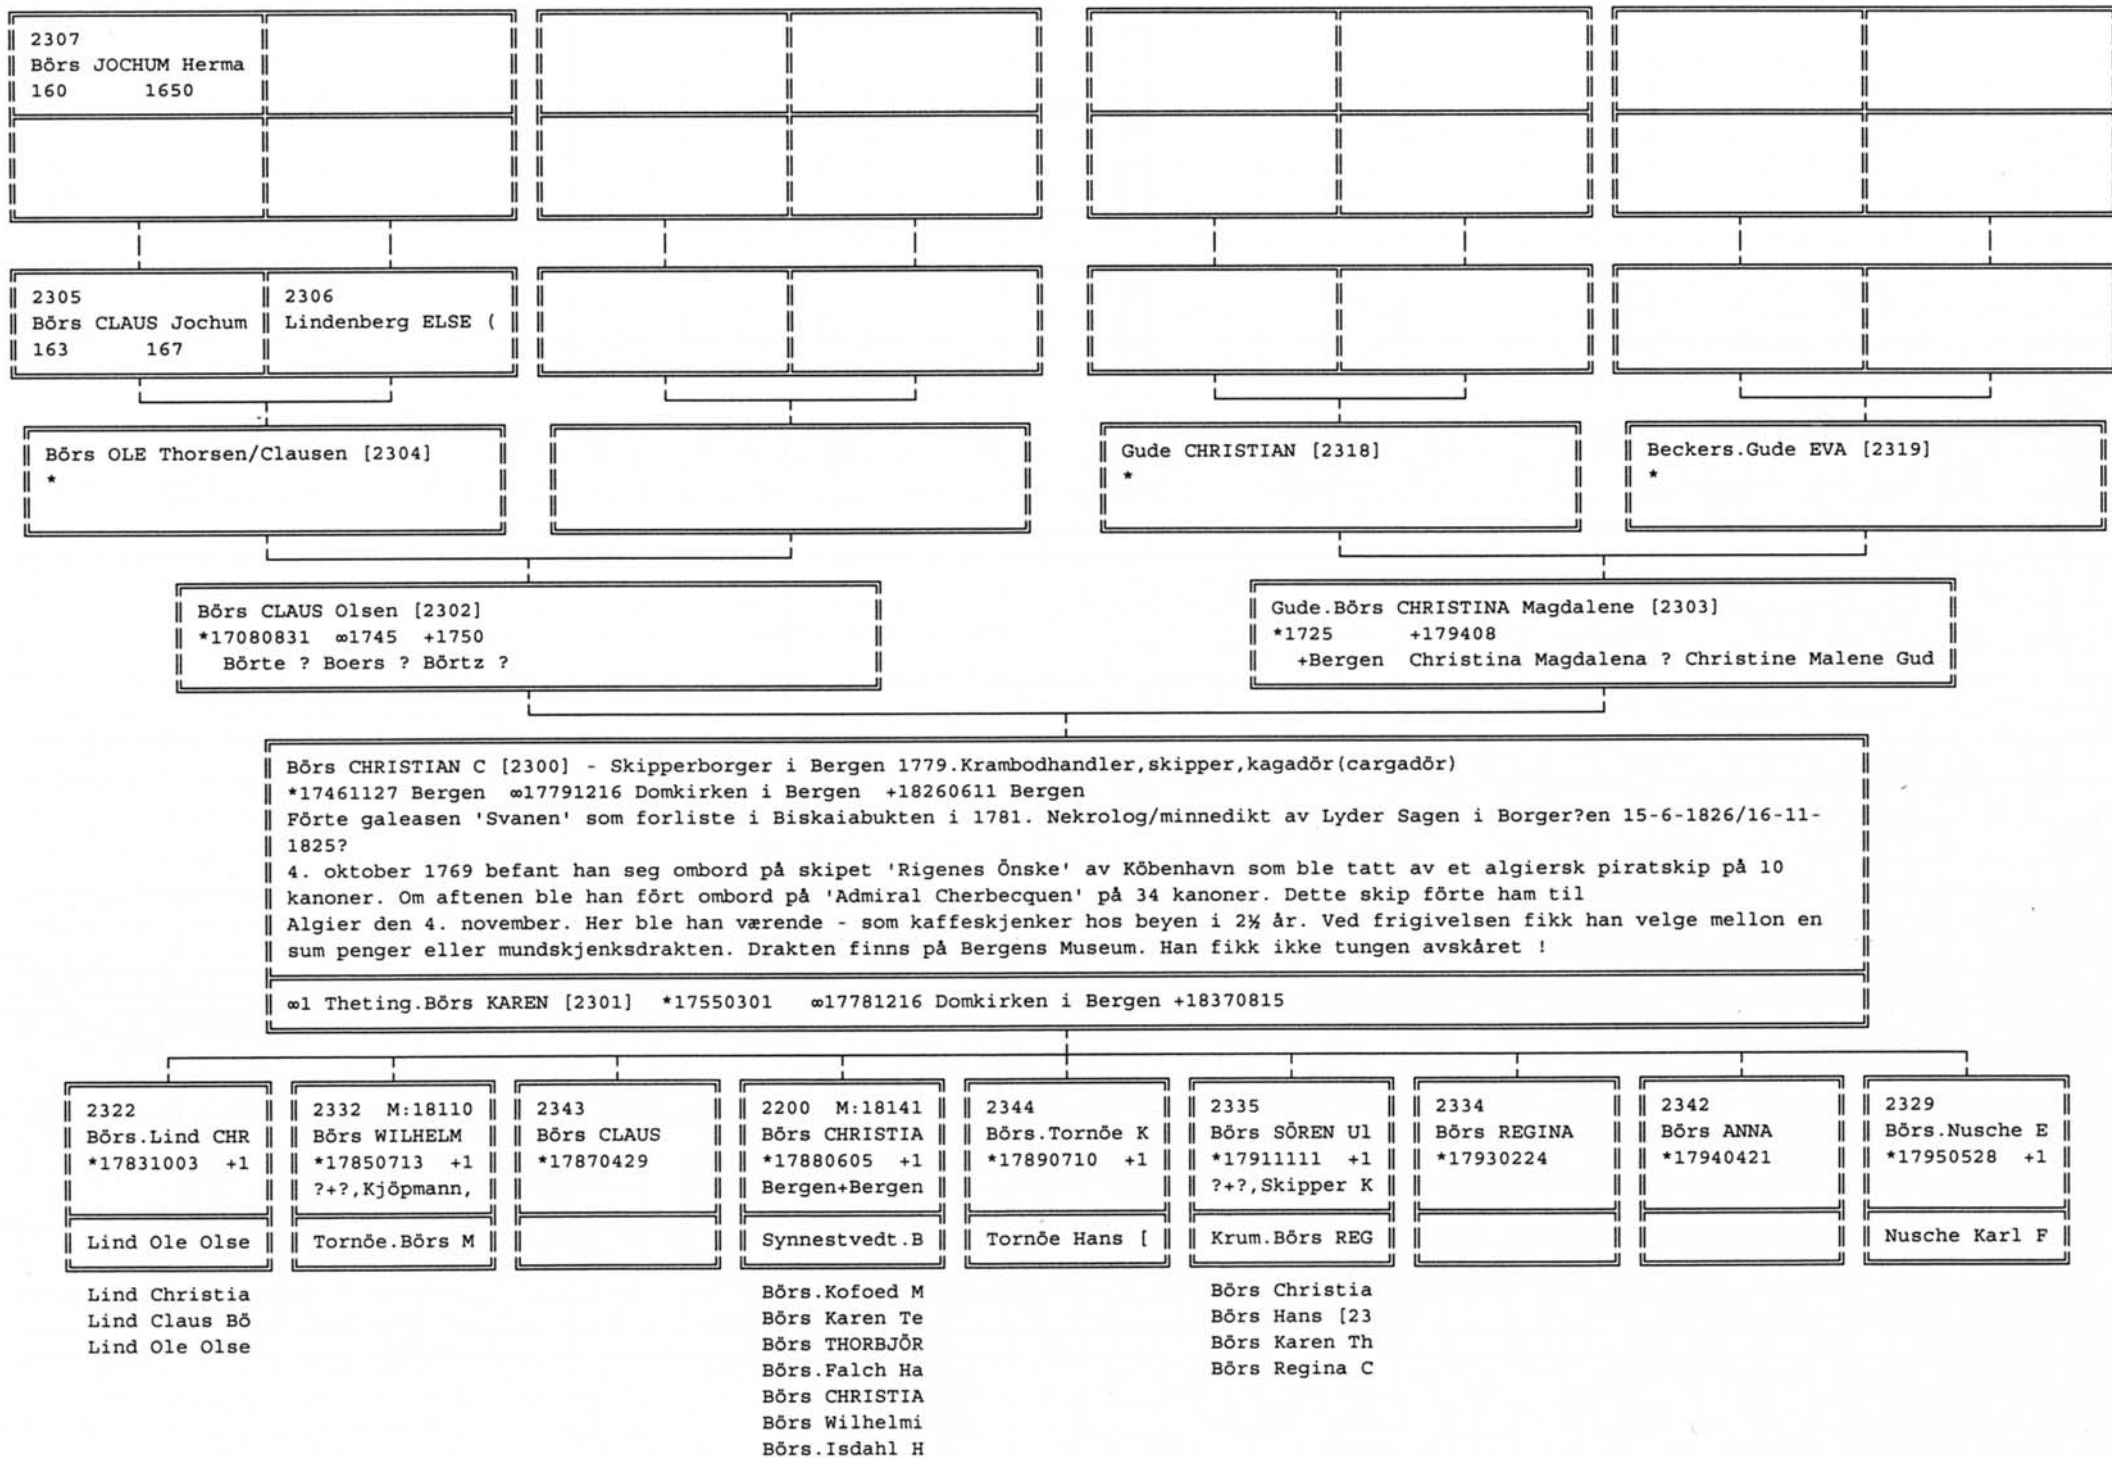 2307
Börs JOCHUM Herma
160 1650
2305
Börs CLAUS Jochum
163 167
2306
Lindenberg ELSE (
Börs OLE Thorsen/Clausen [2304]
*
Gude CHRISTIAN [2318]
*
Beckers.Gude EVA [2319]
*
Börs CLAUS Olsen [2302]
*17080831 ∞1745 +1750
Börte ? Boers ? Börtz ?
Gude.Börs CHRISTINA Magdalene [2303]
*1725 +179408
+Bergen Christina Magdalena ? Christine Malene Gud
Börs CHRISTIAN C [2300] - Skipperborger i Bergen 1779.Krambodhandler,skipper,kagadör(cargadör)
*17461127 Bergen ∞17791216 Domkirken i Bergen +18260611 Bergen
Förte galeasen 'Svanen' som forliste i Biskaiabukten i 1781. Nekrolog/minnedikt av Lyder Sagen i Borger?en 15-6-1826/16-11-
1825?
4. oktober 1769 befant han seg ombord på skipet 'Rigenes Önske' av Köbenhavn som ble tatt av et algiersk piratskip på 10
kanoner. Om aftenen ble han fört ombord på 'Admiral Cherbecquen' på 34 kanoner. Dette skip förte ham til
Algier den 4. november. Her ble han værende - som kaffeskjenker hos beyen i 2½ år. Ved frigivelsen fikk han velge mellon en
sum penger eller mundskjenksdrakten. Drakten finns på Bergens Museum. Han fikk ikke tungen avskåret !
∞1 Theting.Börs KAREN [2301] *17550301 ∞17781216 Domkirken i Bergen +18370815
2322
Börs.Lind CHR
*17831003 +1
Lind Ole Olse
Lind Christia
Lind Claus Bö
Lind Ole Olse
2332 M:18110
Börs WILHELM
*17850713 +1
?+?,Kjöpmann,
Tornöe.Börs M
2343
Börs CLAUS
*17870429
2200 M:18141
Börs CHRISTIA
*17880605 +1
Bergen+Bergen
Synnestvedt.B
Börs.Kofoed M
Börs Karen Te
Börs THORBJÖR
Börs.Falch Ha
Börs CHRISTIA
Börs Wilhelmi
Börs.Isdahl H
2344
Börs.Tornöe K
*17890710 +1
Tornöe Hans [
2335
Börs SÖREN Ul
*17911111 +1
?+?,Skipper K
Krum.Börs REG
Börs Christia
Börs Hans [23
Börs Karen Th
Börs Regina C
2334
Börs REGINA
*17930224
2342
Börs ANNA
*17940421
2329
Börs.Nusche E
*17950528 +1
Nusche Karl F